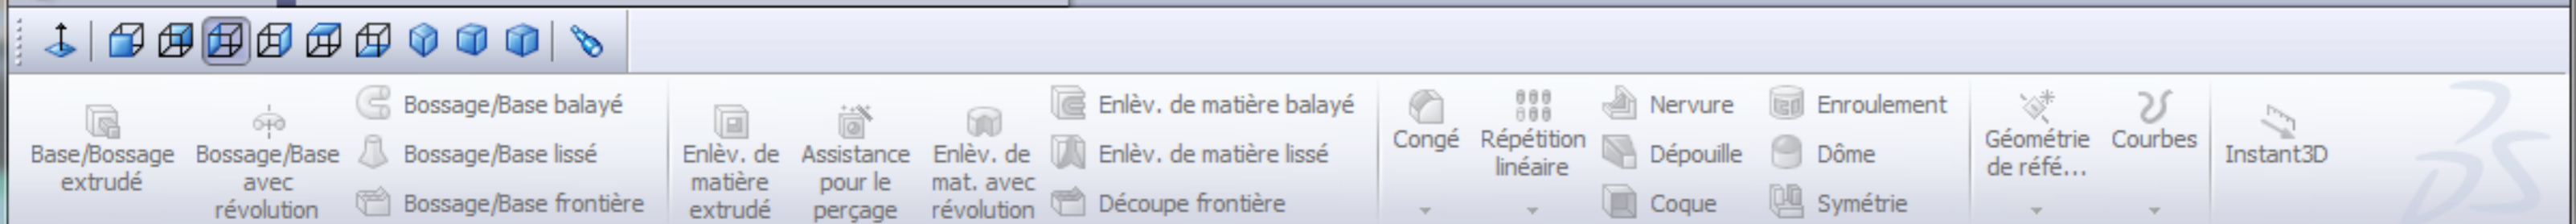 Base/Bossage
extrudé
Bossage/Base
avec
révolution
Bossage/Base balayé
Bossage/Base lissé
Bossage/Base frontière
Enlèv. de
matière
extrudé
Assistance
pour le
perçage
Enlèv. de
mat. avec
révolution
Enlèv. de matière balayé
Enlèv. de matière lissé
Découpe frontière
Congé
Répétition
linéaire
Nervure
Dépouille
Coque
Enroulement
Dôme
Symétrie
Géométrie
de réfé...
Courbes
Instant3D